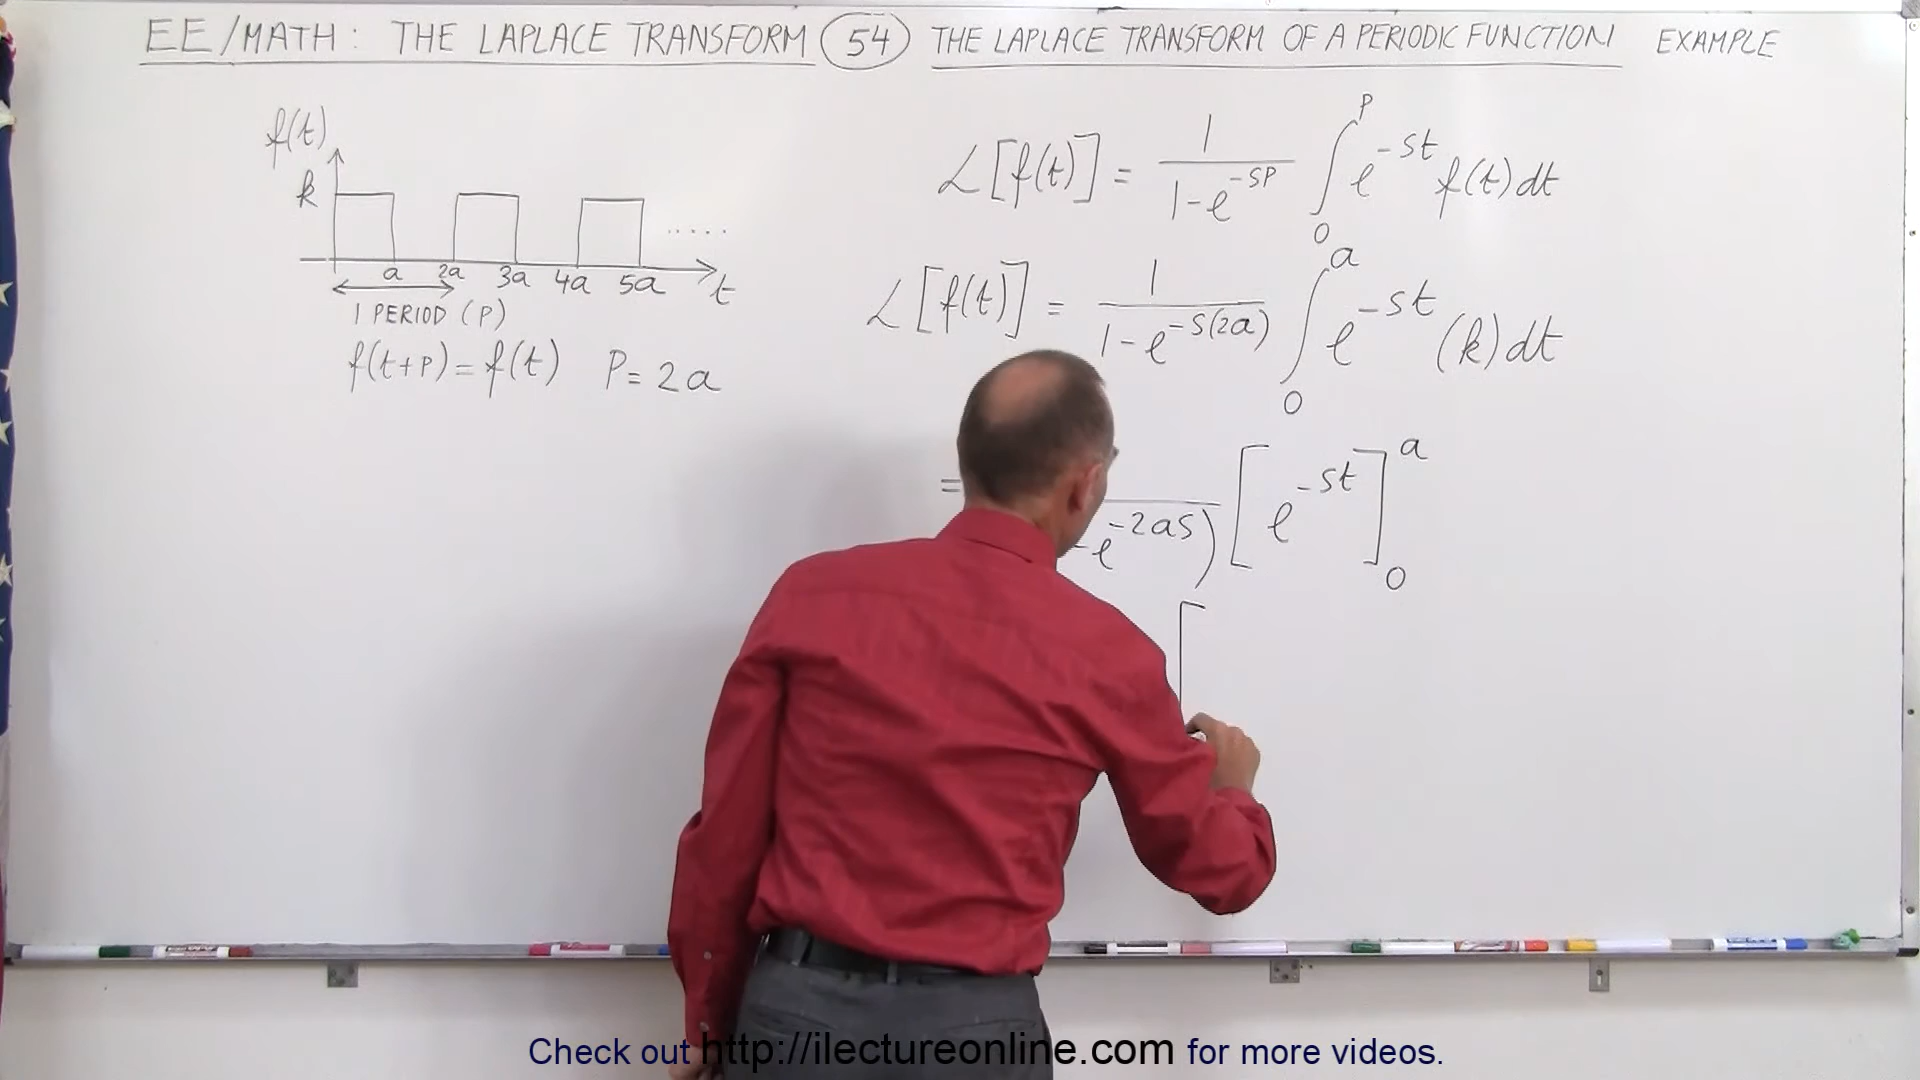 EE/MATH: THE LAPLACE TRANSFORM 54 THE LAPLACE TRANSFORM OF A PERIODIC FUNCTION EXAMPLE
f(t)
k
a 2a 3a 4a 5a t
.....
1 PERIOD (P)
f(t+P) = f(t) P = 2a
ℒ[f(t)] = 1/(1-e^{-sP}) ∫_0^P e^{-st} f(t) dt
ℒ[f(t)] = 1/(1-e^{-s(2a)}) ∫_0^a e^{-st} (k) dt
= -e^{-2as}) [e^{-st}]_0^a
[
Check out http://ilectureonline.com for more videos.